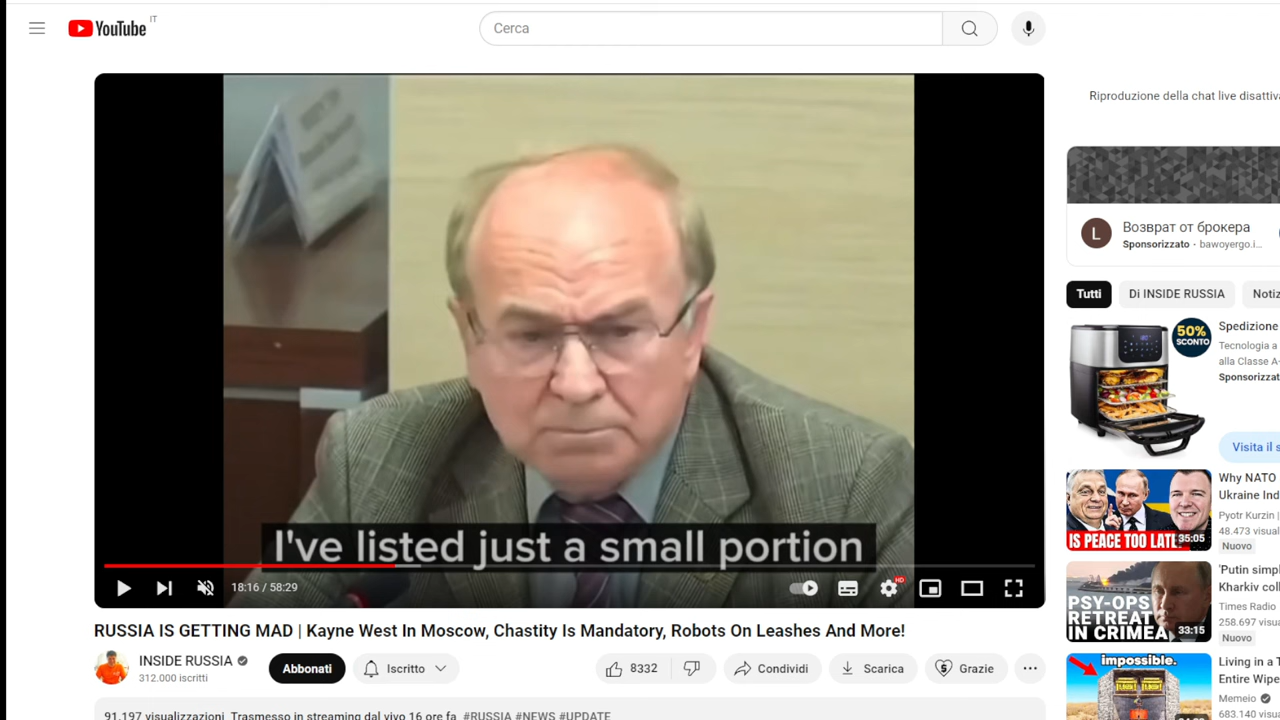 YouTube IT
Cerca
I've listed just a small portion
18:16 / 58:29
HD
RUSSIA IS GETTING MAD | Kayne West In Moscow, Chastity Is Mandatory, Robots On Leashes And More!
INSIDE RUSSIA
312.000 iscritti
Abbonati
Iscritto
8332
Condividi
Scarica
Grazie
91.197 visualizzazioni Trasmesso in streaming dal vivo 16 ore fa #RUSSIA #NEWS #UPDATE
Riproduzione della chat live disattiva
L
Возврат от брокера
Sponsorizzato · bawoyergo.i...
Tutti
Di INSIDE RUSSIA
Notiz
50%
SCONTO
Spedizione
Tecnologia a
alla Classe A-
Sponsorizzat
Visita il s
IS PEACE TOO LATE
35:05
Why NATO
Ukraine Ind
Pyotr Kurzin |
48.473 visual
Nuovo
PSY-OPS
RETREAT
IN CRIMEA
33:15
'Putin simpl
Kharkiv coll
Times Radio
258.697 visua
Nuovo
impossible.
Living in a T
Entire Wipe
Memeio
683.140 visua